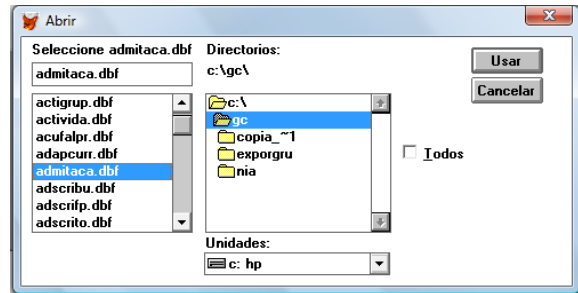 Abrir
Seleccione admitaca.dbf
admitaca.dbf
actigrup.dbf
activida.dbf
acufalpr.dbf
adapcurr.dbf
admitaca.dbf
adscribu.dbf
adscrifp.dbf
adscrito.dbf
Directorios:
c:\gc\
c:\
gc
copia_~1
exporgru
nia
Unidades:
c: hp
Usar
Cancelar
Todos